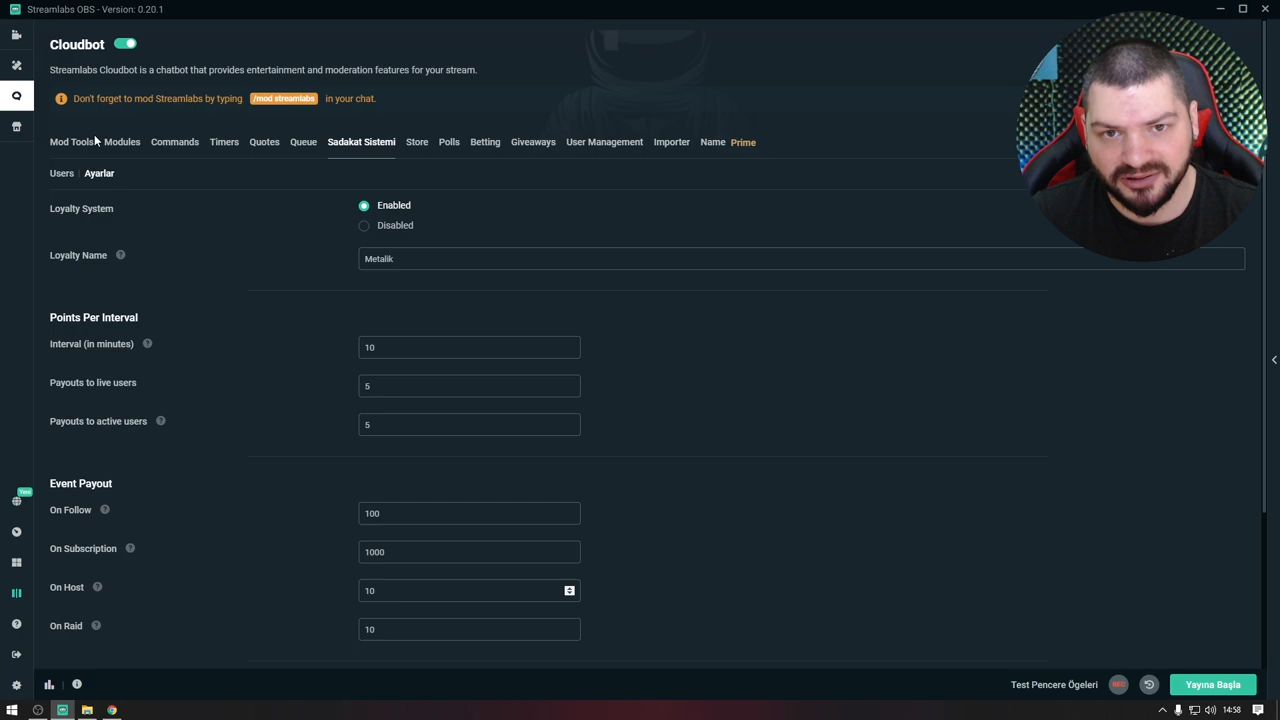 Streamlabs OBS - Version: 0.20.1
Cloudbot
Streamlabs Cloudbot is a chatbot that provides entertainment and moderation features for your stream.
Don't forget to mod Streamlabs by typing /mod streamlabs in your chat.
Mod Tools Modules Commands Timers Quotes Queue Sadakat Sistemi Store Polls Betting Giveaways User Management Importer Name Prime
Users Ayarlar
Loyalty System
Enabled
Disabled
Loyalty Name
Metalik
Points Per Interval
Interval (in minutes)
10
Payouts to live users
5
Payouts to active users
5
Event Payout
On Follow
100
On Subscription
1000
On Host
10
On Raid
10
Yeni
Test Pencere Ögeleri
REC
Yayına Başla
14:58